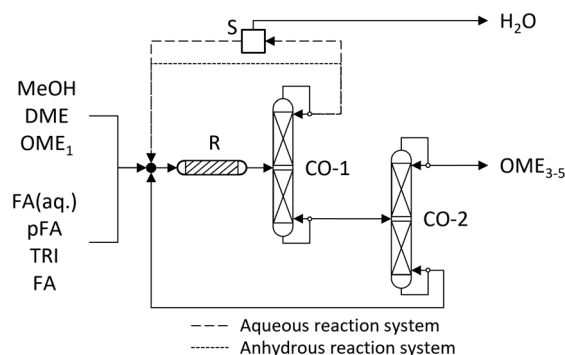 S
H₂O
MeOH
DME
OME₁
R
CO-1
OME₃₋₅
FA(aq.)
pFA
TRI
FA
CO-2
Aqueous reaction system
Anhydrous reaction system